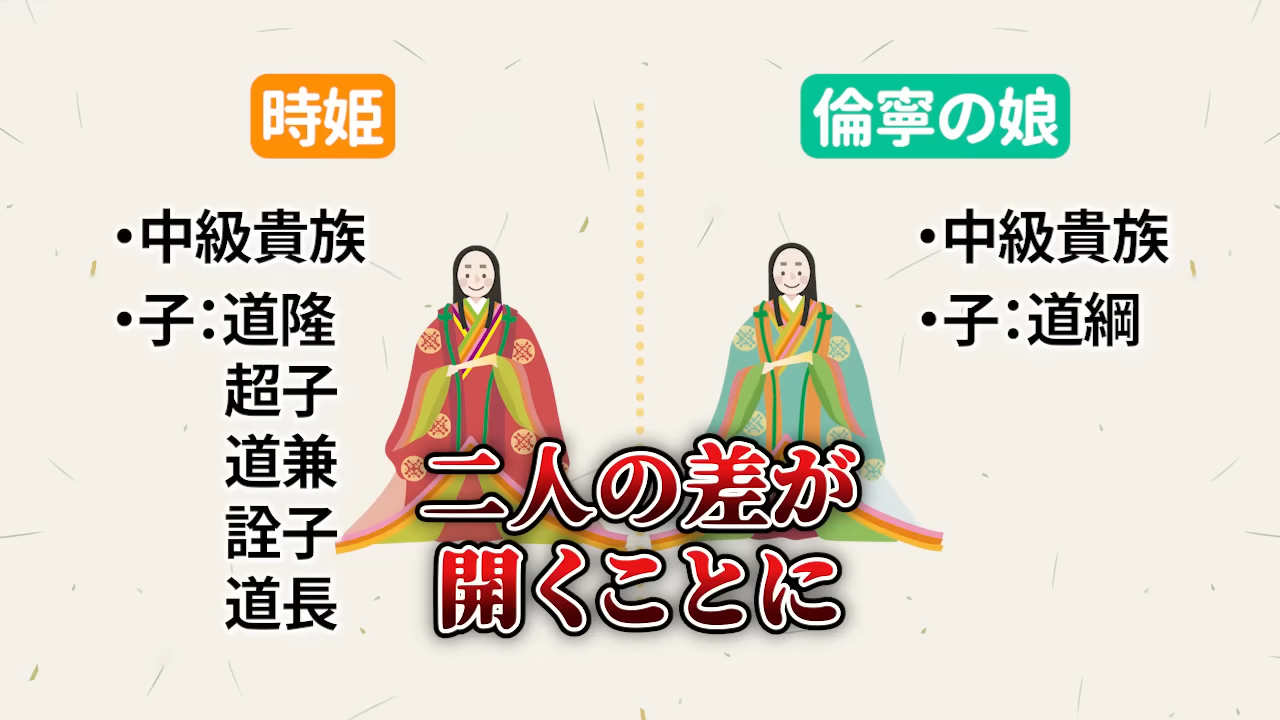 時姫
・中級貴族
・子：道隆
超子
道兼
詮子
道長
倫寧の娘
・中級貴族
・子：道綱
二人の差が
開くことに